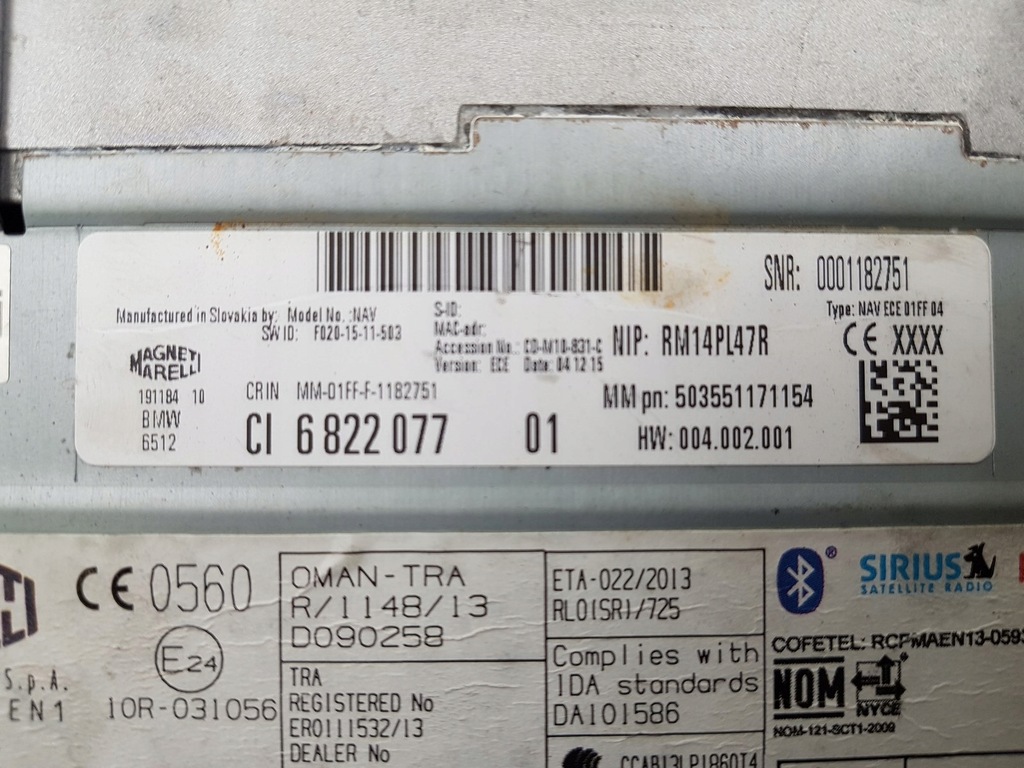 SNR: 0001182751
Manufactured in Slovakia by: Model No.: NAV
SW ID: F020-15-11-503
S-ID:
MAC-adr:
Accession No.: CD-M10-831-C
Version: ECE Date: 04 12 15
NIP: RM14PL47R
Type: NAV ECE 01FF 04
CE XXXX
MAGNETI
MARELLI
191184 10
BMW
6512
CRIN MM-01FF-F-1182751
CI 6 822 077 01
MM pn: 503551171154
HW: 004.002.001
TI
LI
S.p.A.
EN1
CE 0560
E24
10R-031056
OMAN-TRA
R/1148/13
D090258
TRA
REGISTERED No
ER0111532/13
DEALER No
ETA-022/2013
RLO(SR)/725
Complies with
IDA standards
DA101586
CCAB13LP1860T4
®
SIRIUS
SATELLITE RADIO
COFETEL: RCPMAEN13-0593
NOM
NYCE
NOM-121-SCT1-2009